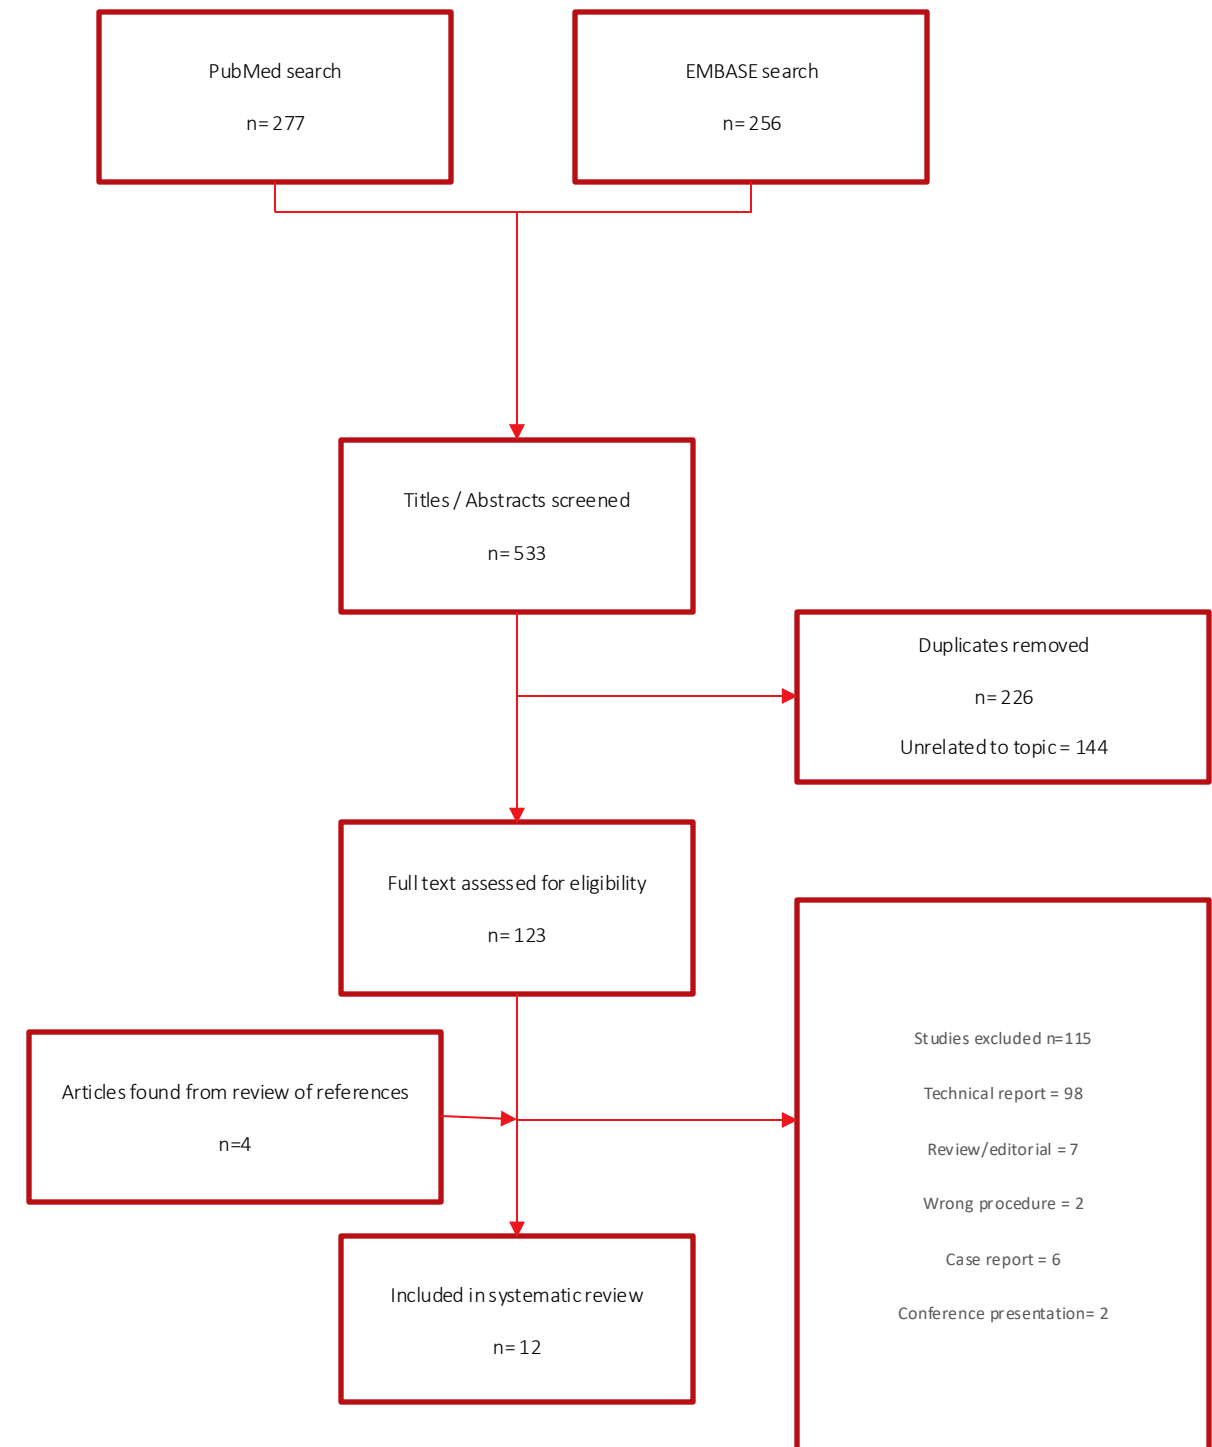 PubMed search
n= 277
EMBASE search
n= 256
Titles / Abstracts screened
n= 533
Duplicates removed
n= 226
Unrelated to topic = 144
Full text assessed for eligibility
n= 123
Articles found from review of references
n=4
Studies excluded n=115
Technical report = 98
Review/editorial = 7
Wrong procedure = 2
Case report = 6
Conference presentation= 2
Included in systematic review
n= 12